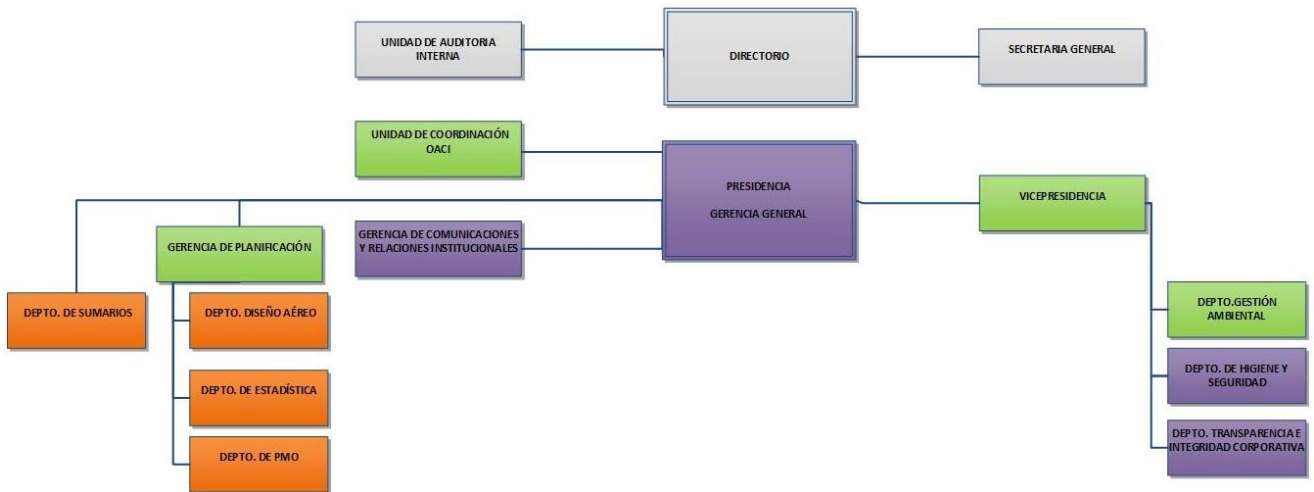 UNIDAD DE AUDITORIA
INTERNA
DIRECTORIO
SECRETARIA GENERAL
UNIDAD DE COORDINACIÓN
OACI
PRESIDENCIA
GERENCIA GENERAL
VICEPRESIDENCIA
GERENCIA DE COMUNICACIONES
Y RELACIONES INSTITUCIONALES
GERENCIA DE PLANIFICACIÓN
DEPTO. DE SUMARIOS
DEPTO. DISEÑO AÉREO
DEPTO. DE ESTADÍSTICA
DEPTO. DE PMO
DEPTO.GESTIÓN
AMBIENTAL
DEPTO. DE HIGIENE Y
SEGURIDAD
DEPTO. TRANSPARENCIA E
INTEGRIDAD CORPORATIVA